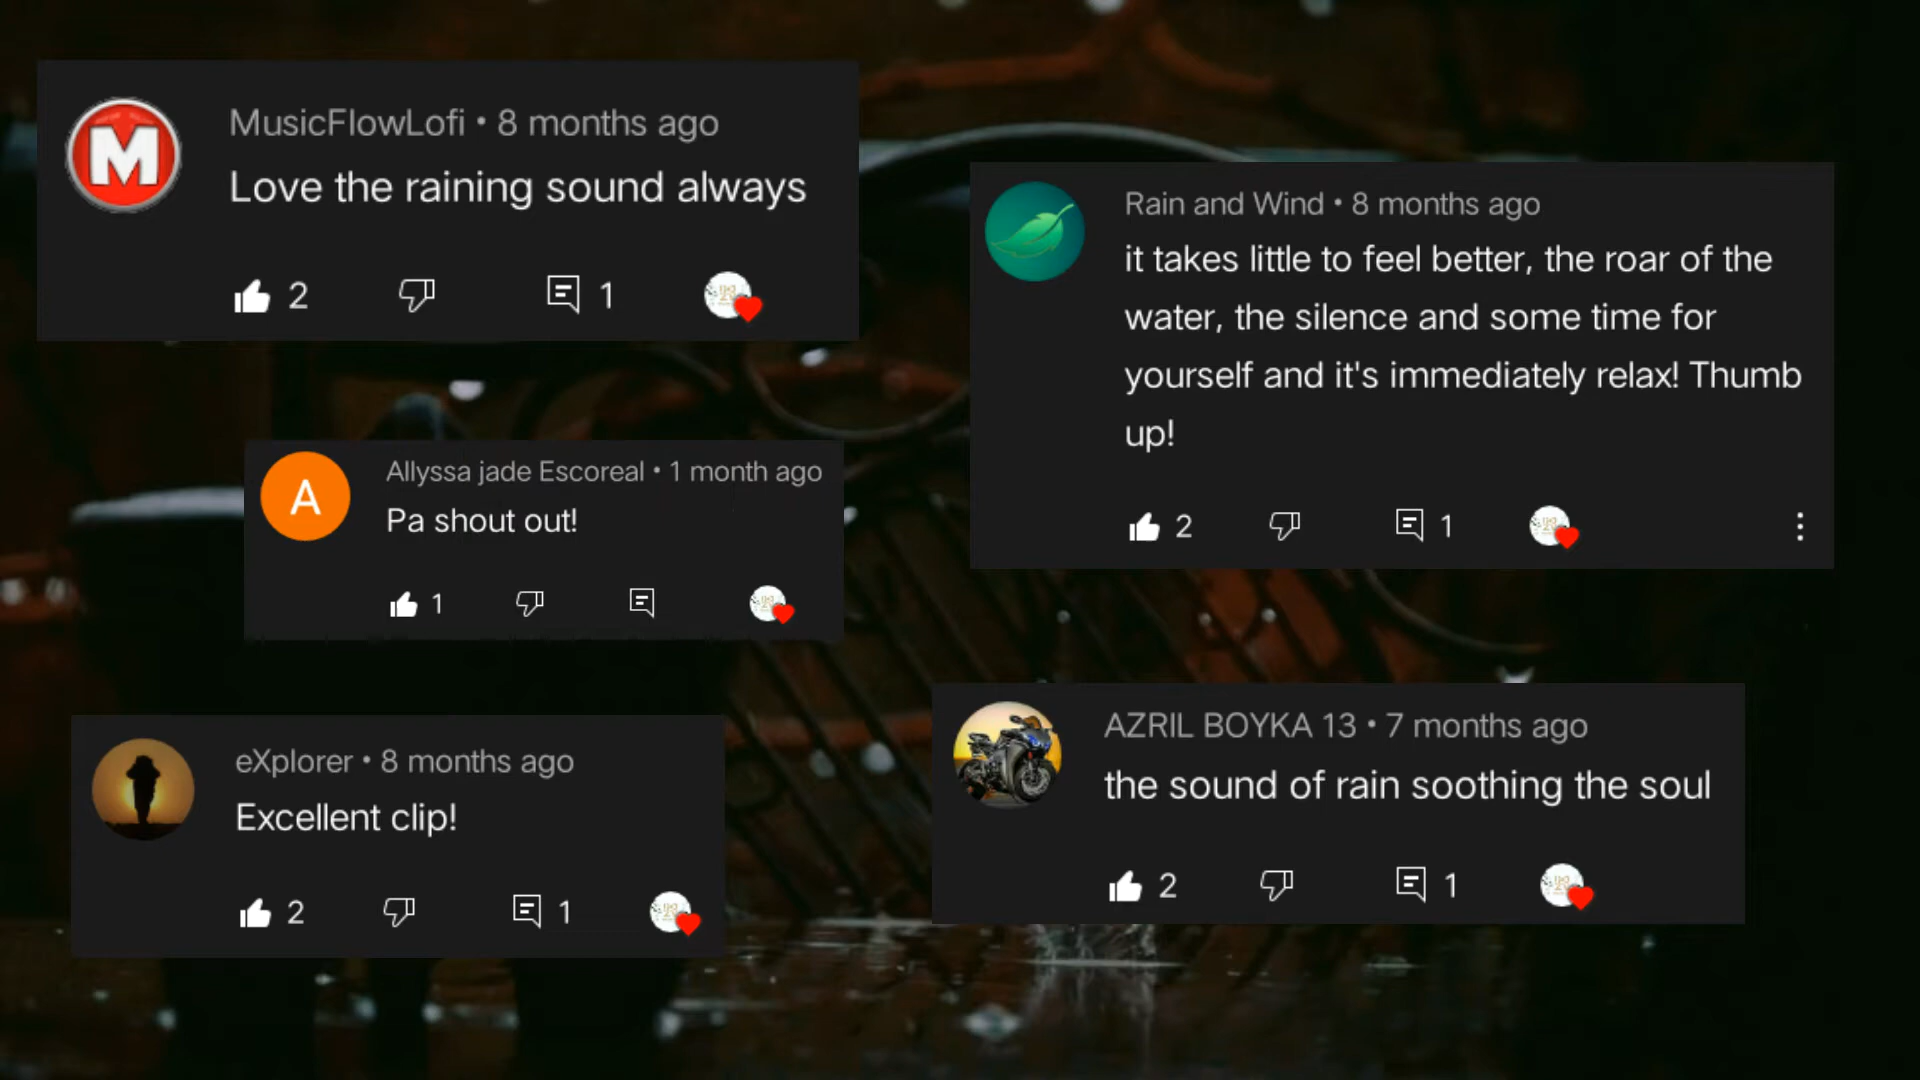 MusicFlowLofi • 8 months ago
Love the raining sound always
2
1
M
Rain and Wind • 8 months ago
it takes little to feel better, the roar of the
water, the silence and some time for
yourself and it's immediately relax! Thumb
up!
2
1
A
Allyssa jade Escoreal • 1 month ago
Pa shout out!
1
eXplorer • 8 months ago
Excellent clip!
2
1
AZRIL BOYKA 13 • 7 months ago
the sound of rain soothing the soul
2
1